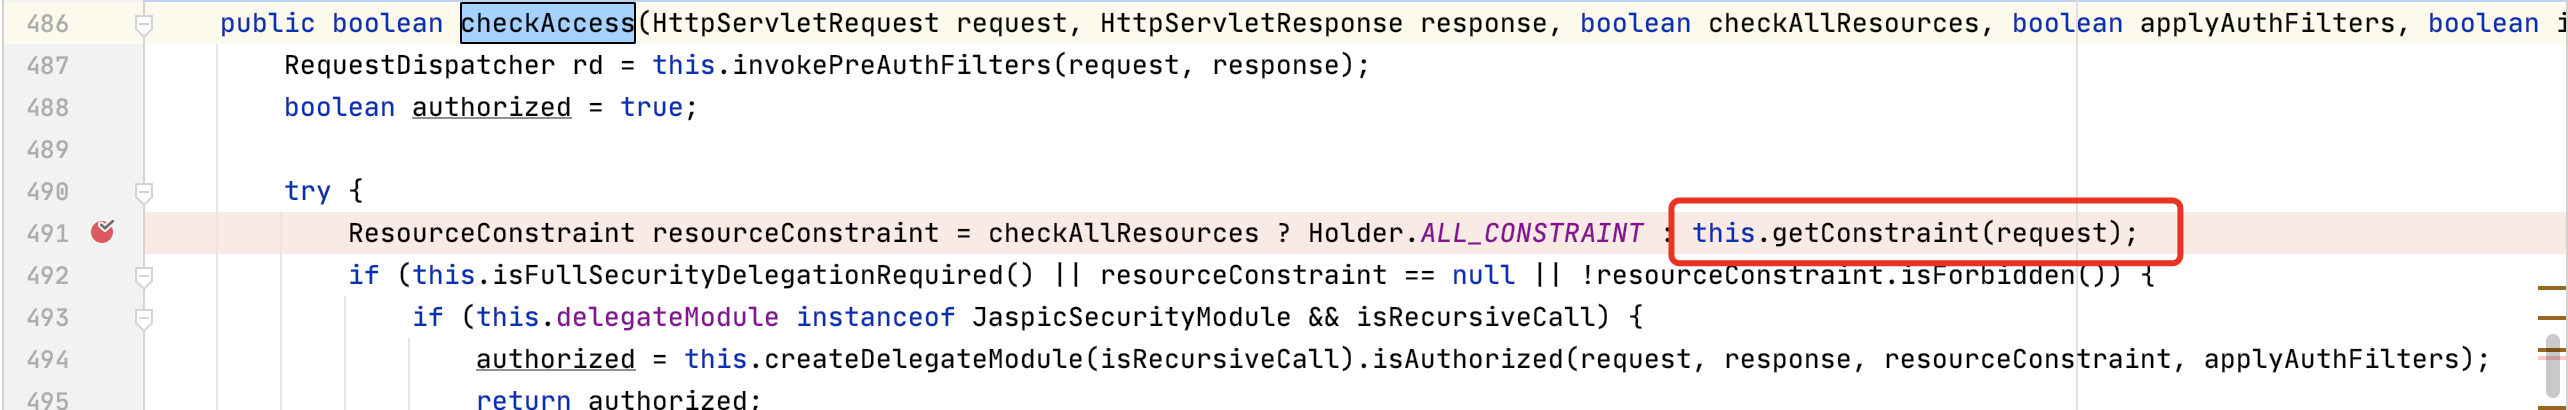 486 public boolean checkAccess(HttpServletRequest request, HttpServletResponse response, boolean checkAllResources, boolean applyAuthFilters, boolean i
487 RequestDispatcher rd = this.invokePreAuthFilters(request, response);
488 boolean authorized = true;
489
490 try {
491 ResourceConstraint resourceConstraint = checkAllResources ? Holder.ALL_CONSTRAINT : this.getConstraint(request);
492 if (this.isFullSecurityDelegationRequired() || resourceConstraint == null || !resourceConstraint.isForbidden()) {
493 if (this.delegateModule instanceof JaspicSecurityModule && isRecursiveCall) {
494 authorized = this.createDelegateModule(isRecursiveCall).isAuthorized(request, response, resourceConstraint, applyAuthFilters);
495 return authorized;